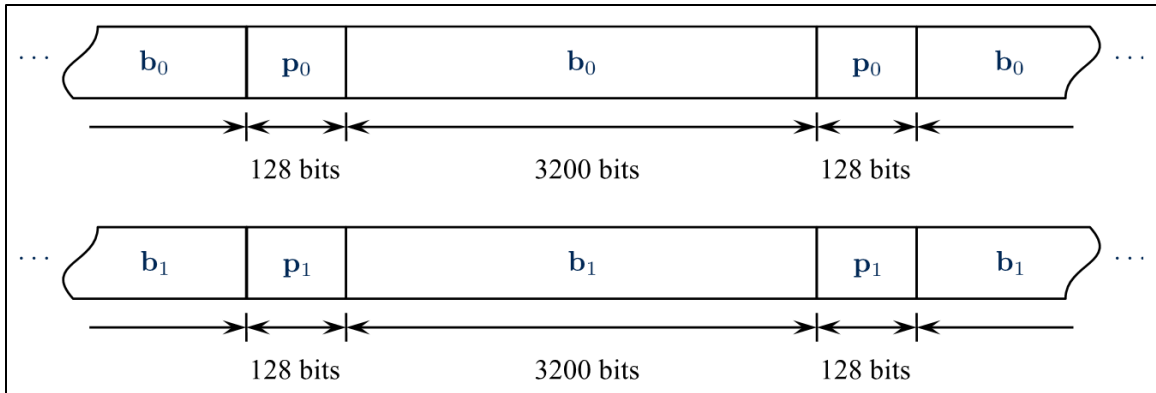 ··· b₀ p₀ b₀ p₀ b₀ ···
128 bits 3200 bits 128 bits
··· b₁ p₁ b₁ p₁ b₁ ···
128 bits 3200 bits 128 bits